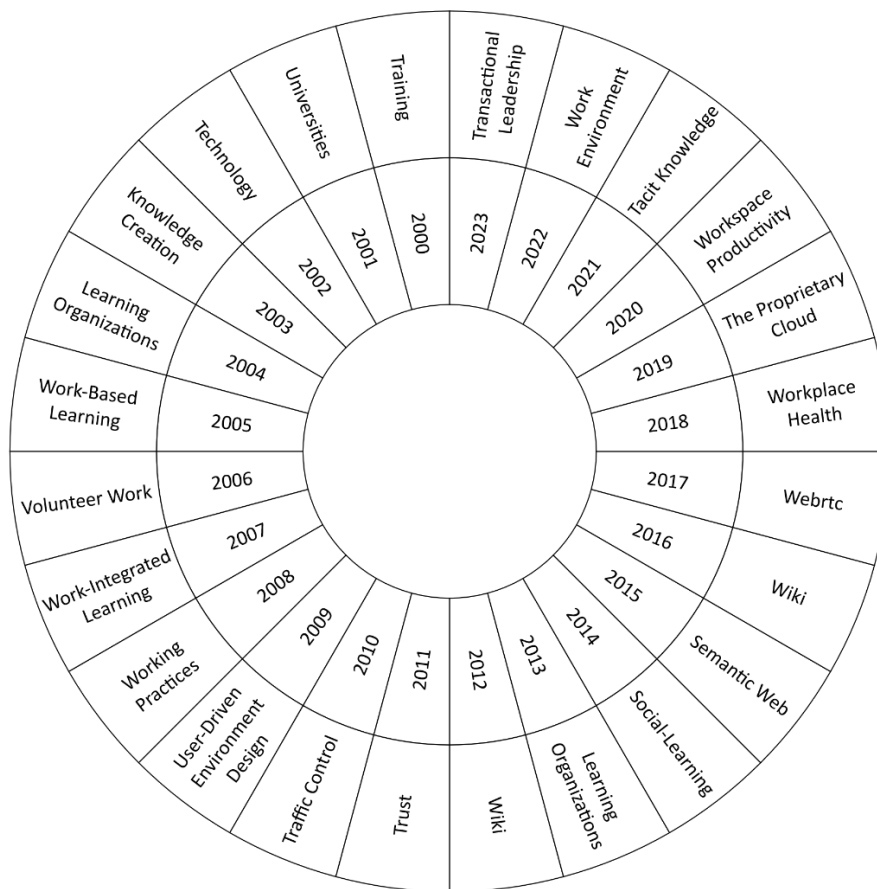 Transactional
Leadership
2023
Work
Environment
2022
Tacit Knowledge
2021
Workspace
Productivity
2020
The Proprietary
Cloud
2019
Workplace
Health
2018
Webrtc
2017
Wiki
2016
Semantic Web
2015
Social-Learning
2014
Learning
Organizations
2013
Wiki
2012
Trust
2011
Traffic Control
2010
User-Driven
Environment
Design
2009
Working
Practices
2008
Work-Integrated
Learning
2007
Volunteer Work
2006
Work-Based
Learning
2005
Learning
Organizations
2004
Knowledge
Creation
2003
Technology
2002
Universities
2001
Training
2000